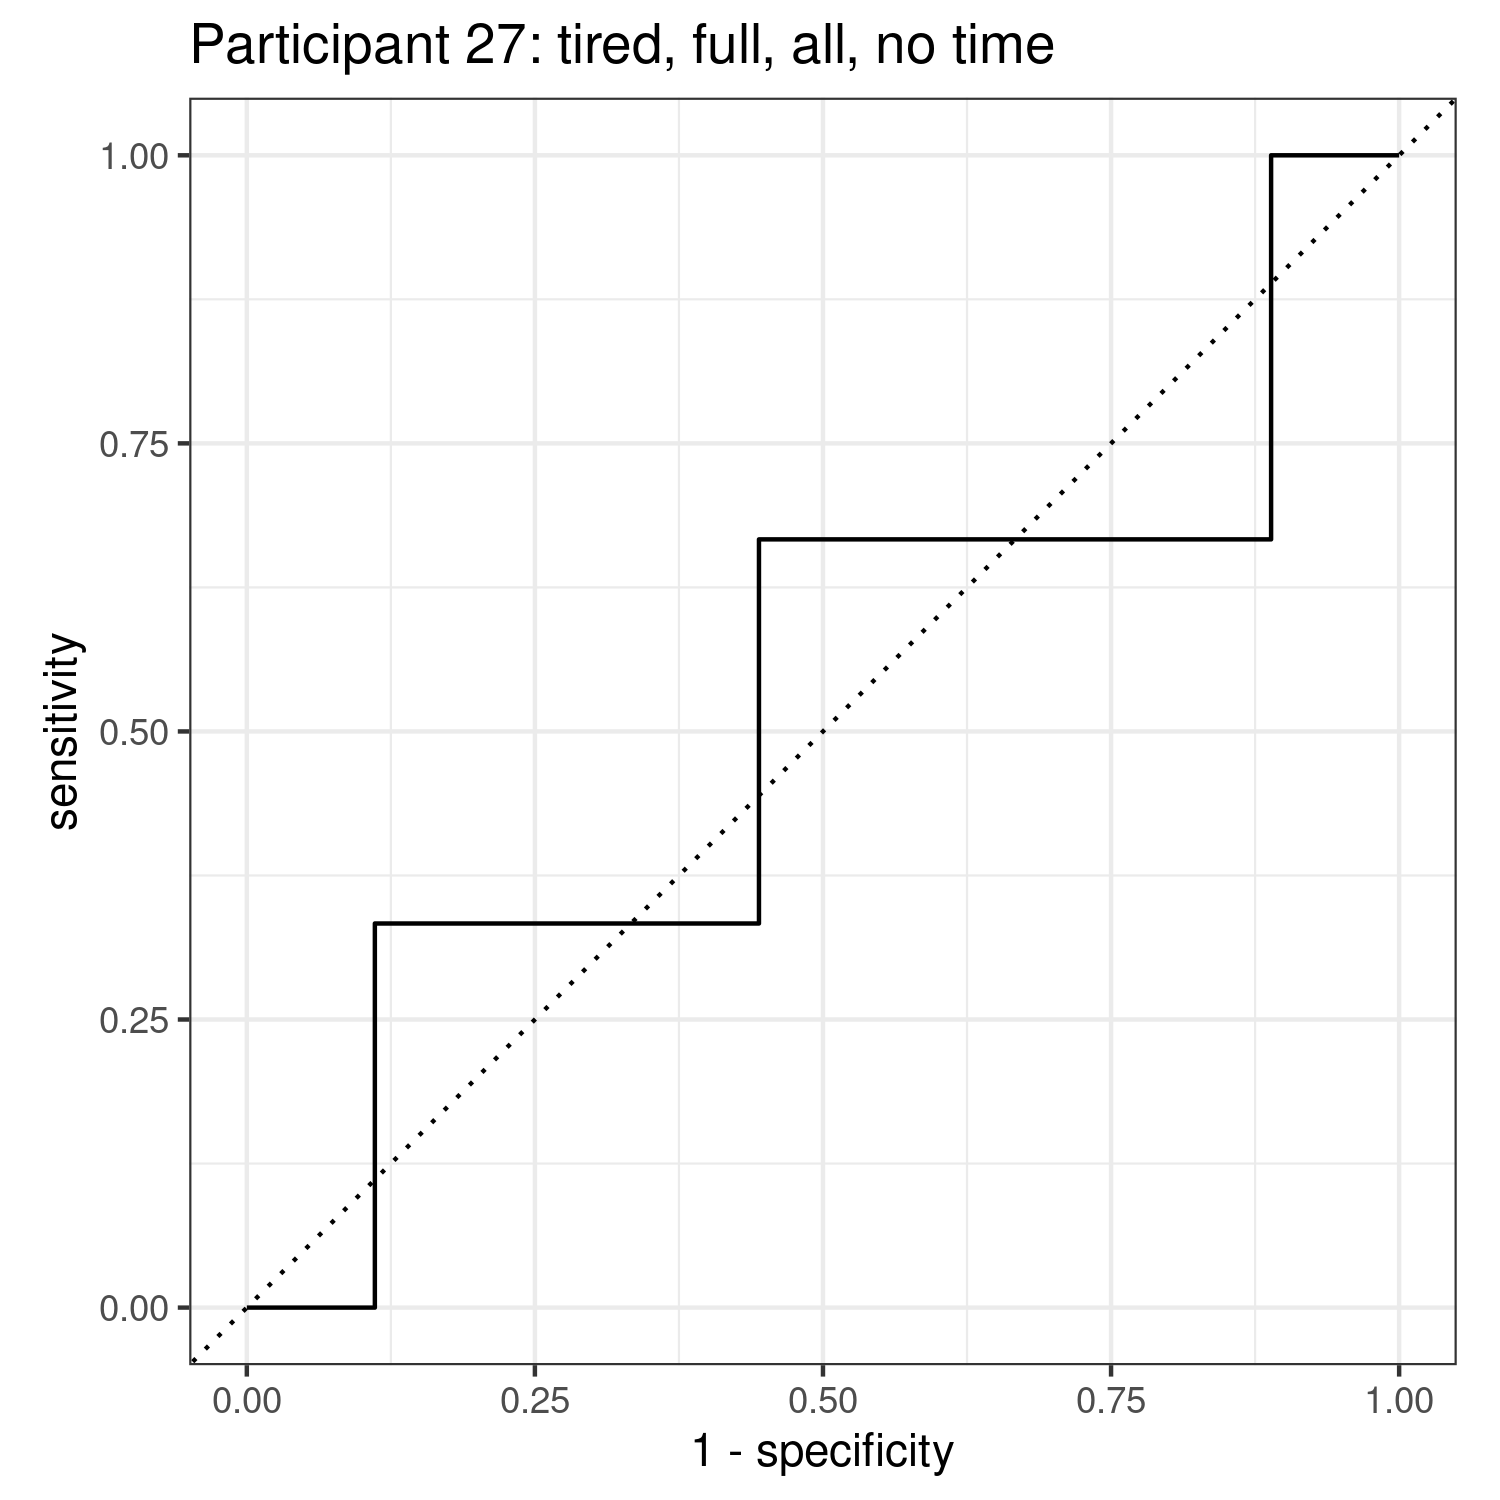 Participant 27: tired, full, all, no time
1.00
0.75
0.50
0.25
0.00
sensitivity
0.00 0.25 0.50 0.75 1.00
1 - specificity